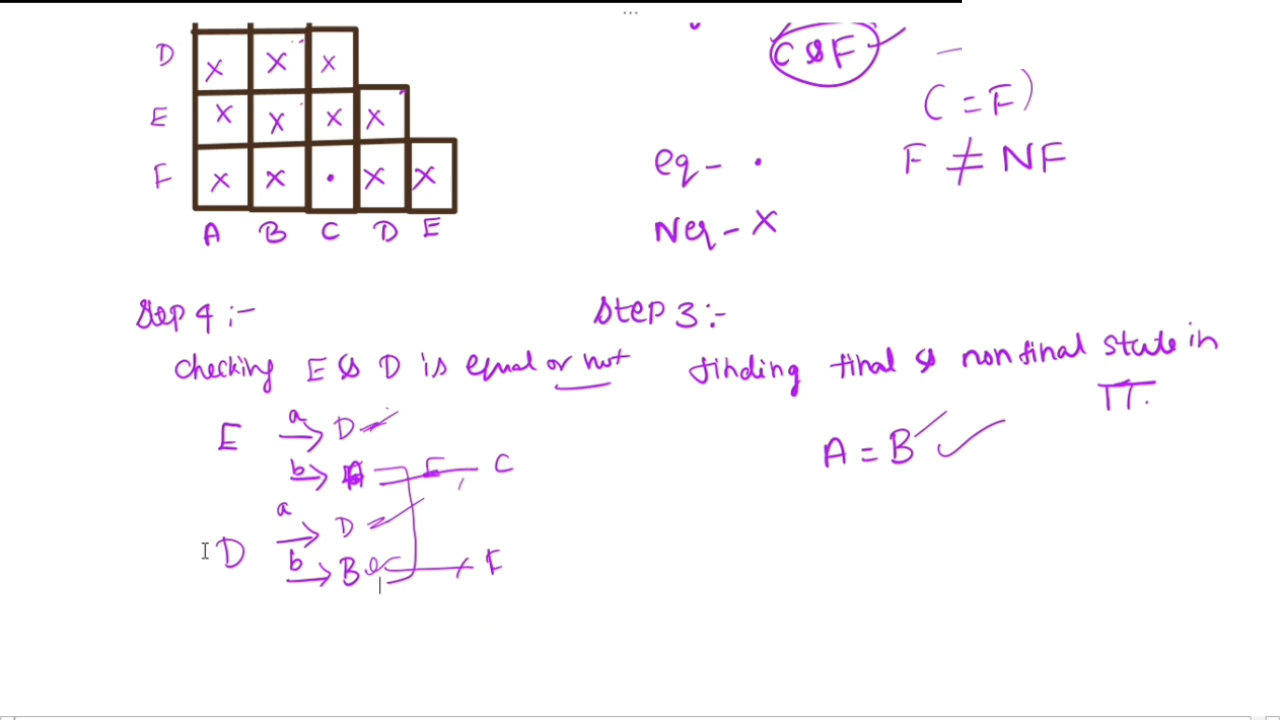 D X X X
E X X X X
F X X • X X
A B C D E
C & F ✓
(C = F)
eq - •
F ≠ NF
Neq - X
Step 4 :-
checking E & D is equal or not
E a→ D
b→ A E C
D a→ D
b→ B F
Step 3 :-
finding final & non final state in
TT.
A = B ✓ ✓